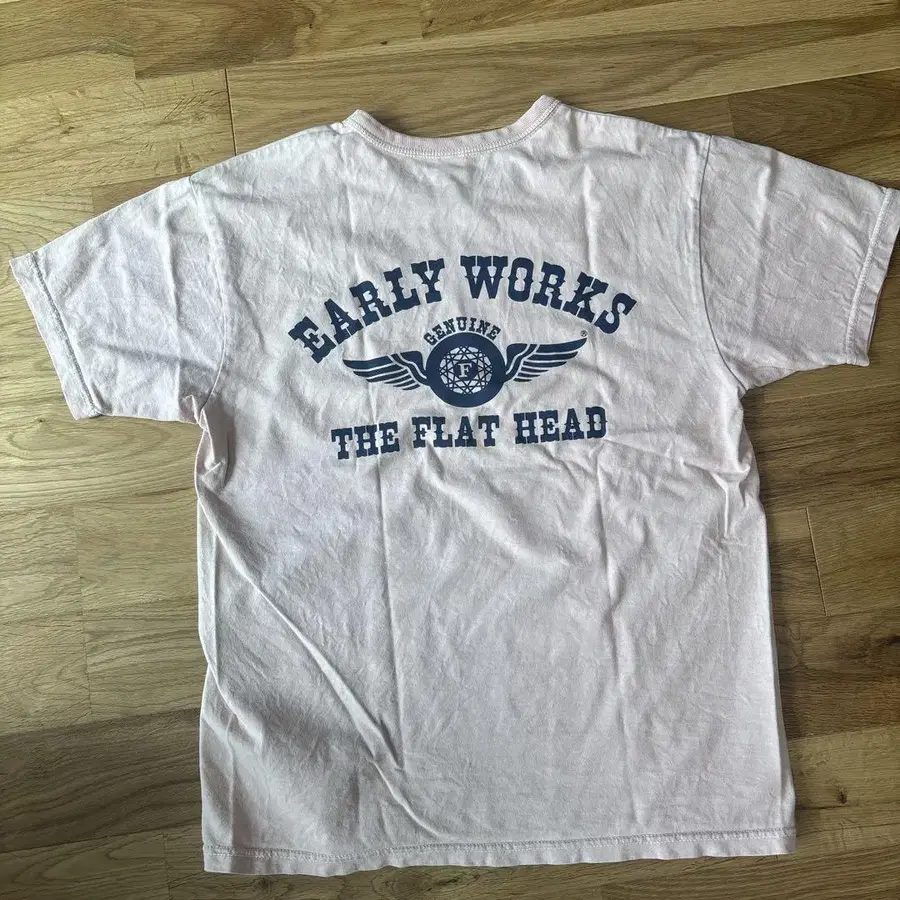 EARLY WORKS
GENUINE
F
®
THE FLAT HEAD